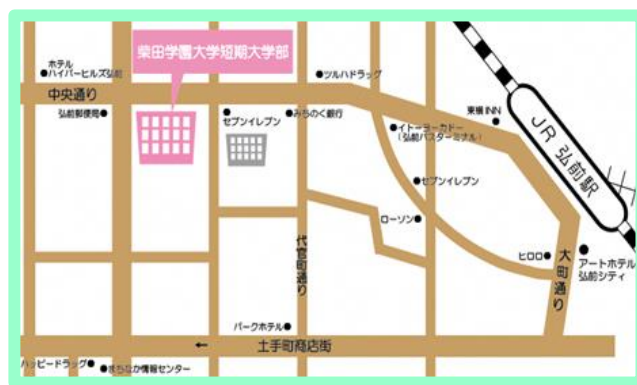 柴田学園大学短期大学部
ホテル
ハイパーヒルズ弘前
ツルハドラッグ
中央通り
弘前郵便局
セブンイレブン
みちのく銀行
東横INN
イトーヨーカドー
(弘前バスターミナル)
JR 弘前駅
セブンイレブン
ローソン
代官町通り
ヒロロ
大町通り
アートホテル
弘前シティ
パークホテル
←
土手町商店街
ハッピードラッグ
まちなか情報センター